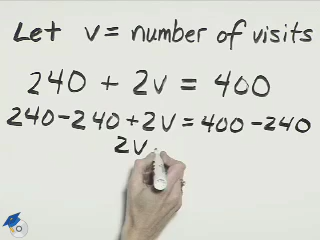 Let v = number of visits
240 + 2v = 400
240 - 240 + 2v = 400 - 240
2v